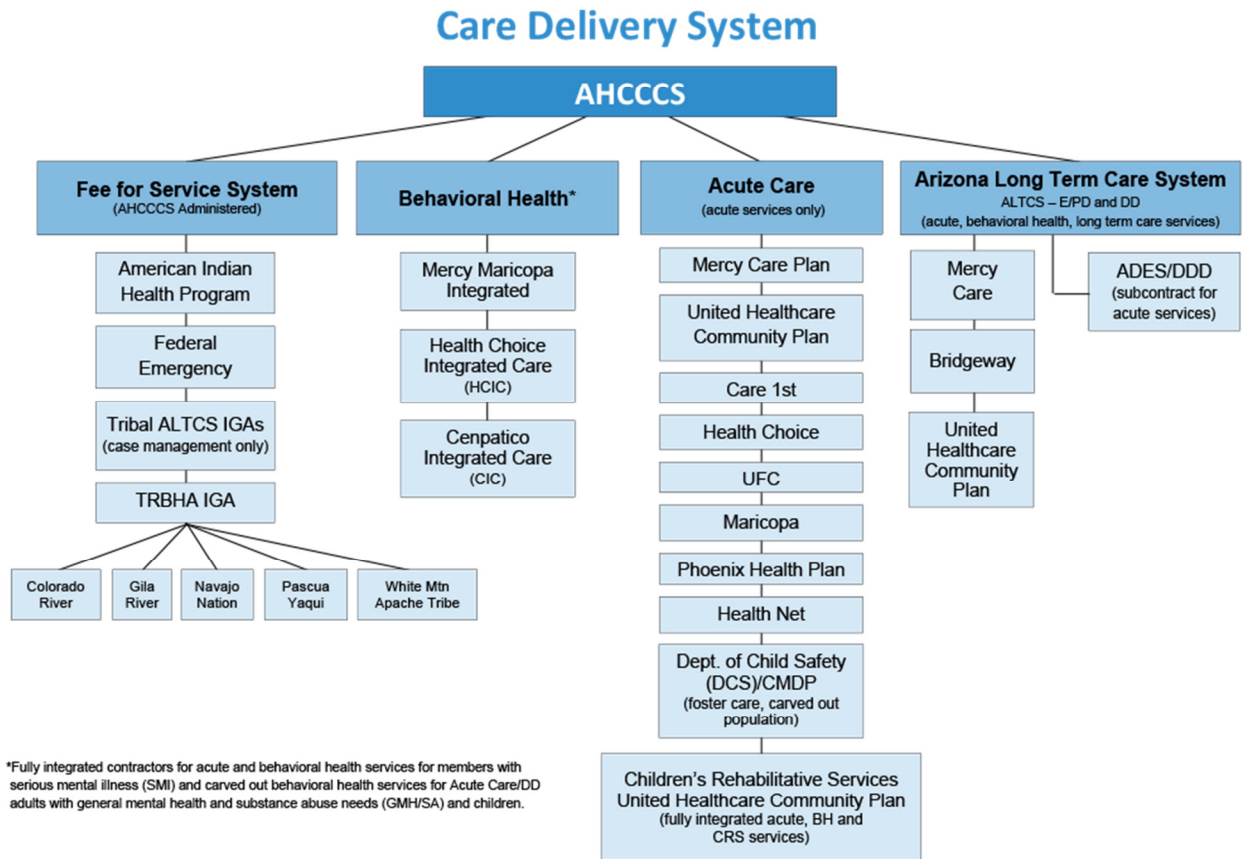 Care Delivery System
AHCCCS
Fee for Service System
(AHCCCS Administered)
American Indian
Health Program
Federal
Emergency
Tribal ALTCS IGAs
(case management only)
TRBHA IGA
Colorado
River
Gila
River
Navajo
Nation
Pascua
Yaqui
White Mtn
Apache Tribe
Behavioral Health*
Mercy Maricopa
Integrated
Health Choice
Integrated Care
(HCIC)
Cenpatico
Integrated Care
(CIC)
Acute Care
(acute services only)
Mercy Care Plan
United Healthcare
Community Plan
Care 1st
Health Choice
UFC
Maricopa
Phoenix Health Plan
Health Net
Dept. of Child Safety
(DCS)/CMDP
(foster care, carved out
population)
Children's Rehabilitative Services
United Healthcare Community Plan
(fully integrated acute, BH and
CRS services)
Arizona Long Term Care System
ALTCS – E/PD and DD
(acute, behavioral health, long term care services)
Mercy
Care
Bridgeway
United
Healthcare
Community
Plan
ADES/DDD
(subcontract for
acute services)
*Fully integrated contractors for acute and behavioral health services for members with
serious mental illness (SMI) and carved out behavioral health services for Acute Care/DD
adults with general mental health and substance abuse needs (GMH/SA) and children.